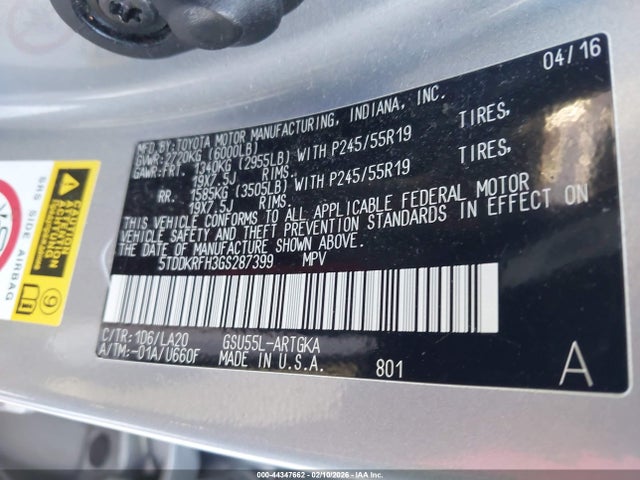 04/16
MFD.BY:TOYOTA MOTOR MANUFACTURING, INDIANA, INC.
GVWR:2720KG (6000LB)
GAWR:FRT. 1340KG (2955LB) WITH P245/55R19 TIRES,
19X7.5J RIMS.
RR. 1585KG (3505LB) WITH P245/55R19 TIRES,
19X7.5J RIMS.
THIS VEHICLE CONFORMS TO ALL APPLICABLE FEDERAL MOTOR
VEHICLE SAFETY AND THEFT PREVENTION STANDARDS IN EFFECT ON
THE DATE OF MANUFACTURE SHOWN ABOVE.
5TDDKRFH3GS287399 MPV
C/TR:1D6/LA20 GSU55L-ARTGKA
A/TM:-01A/U660F MADE IN U.S.A.
801
A
SRS SIDE AIRBAG
CAUTION
9
000-44347662 - 02/10/2026 - IAA Inc.